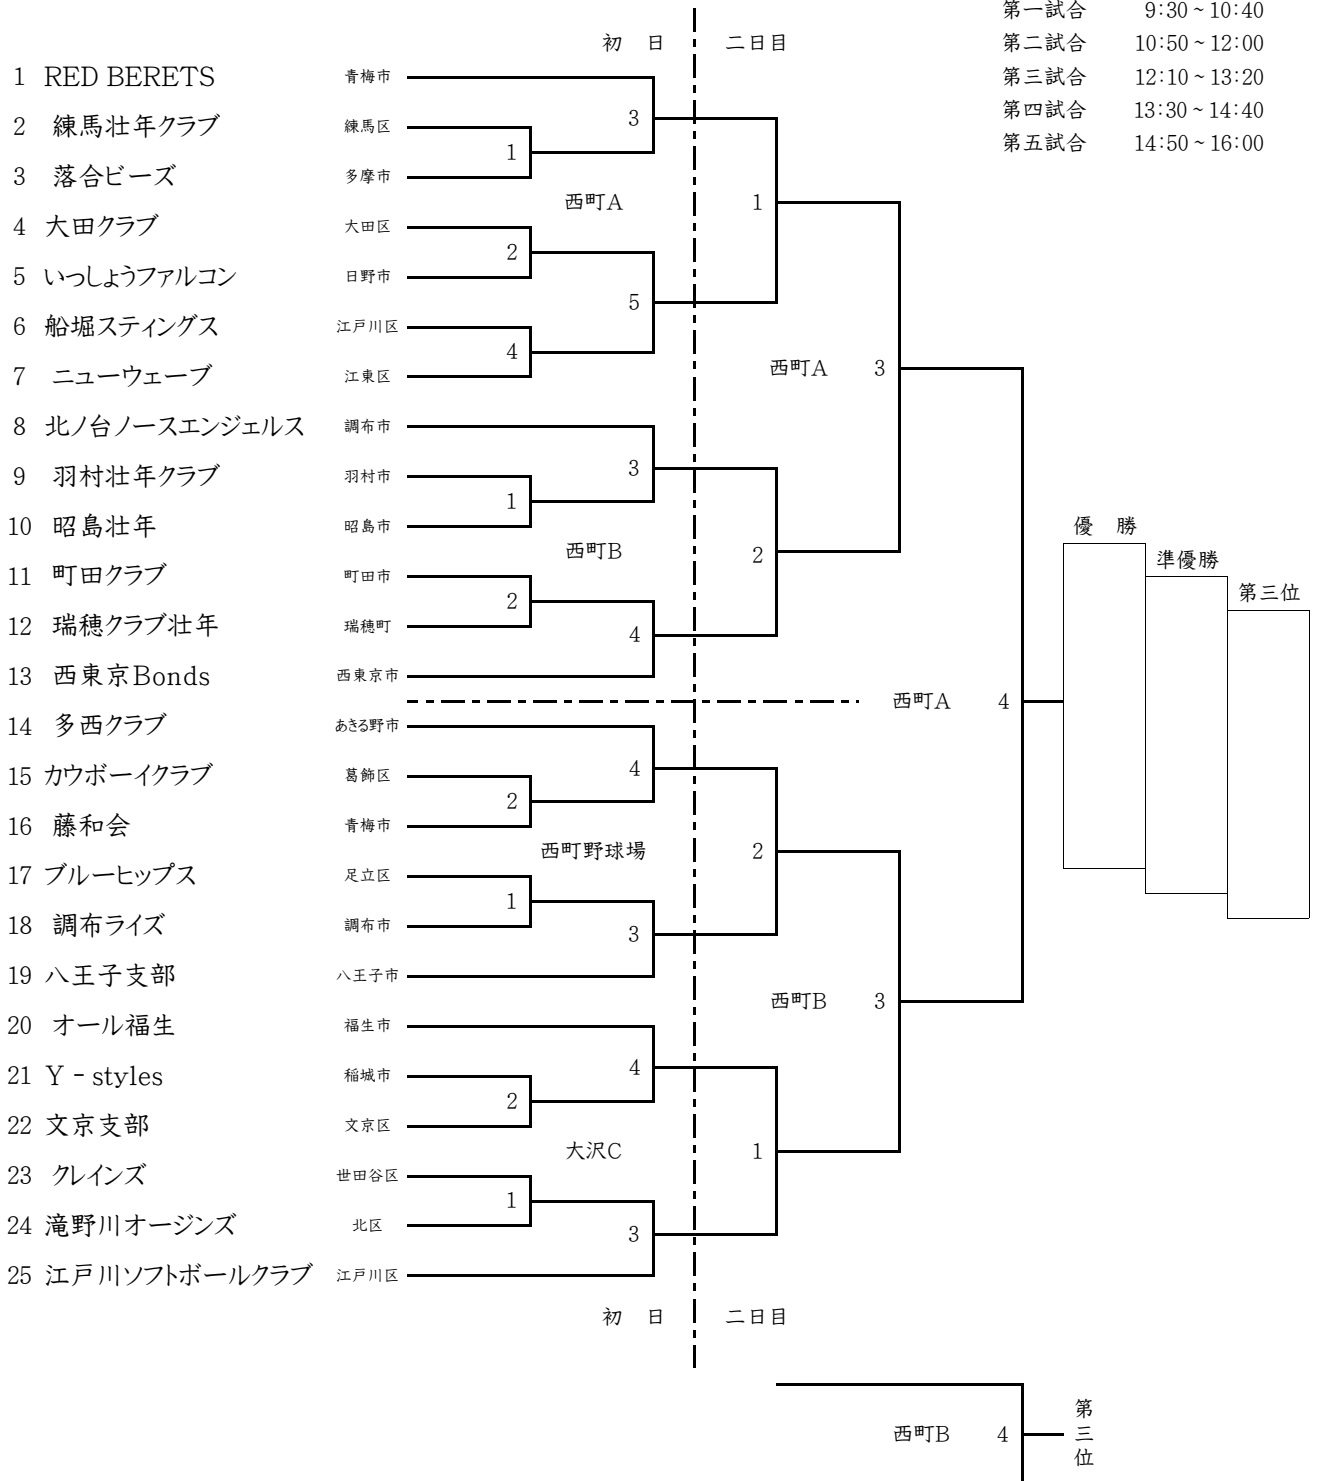 第一試合 9:30~10:40
初 日 二日目 第二試合 10:50~12:00
1 RED BERETS 青梅市 第三試合 12:10~13:20
3 第四試合 13:30~14:40
2 練馬壮年クラブ 練馬区
1 第五試合 14:50~16:00
3 落合ビーズ 多摩市
西町A 1
4 大田クラブ 大田区
2
5 いっしょうファルコン 日野市
5
6 船堀スティングス 江戸川区
4
西町A 3
7 ニューウェーブ 江東区
8 北ノ台ノースエンジェルス 調布市
3
9 羽村壮年クラブ 羽村市
1
10 昭島壮年 昭島市 優 勝
西町B 2 準優勝
11 町田クラブ 町田市 第三位
2
12 瑞穂クラブ壮年 瑞穂町
4
13 西東京Bonds 西東京市
西町A 4
14 多西クラブ あきる野市
4
15 カウボーイクラブ 葛飾区
2
16 藤和会 青梅市
西町野球場 2
17 ブルーヒップス 足立区
1
18 調布ライズ 調布市
3
19 八王子支部 八王子市
西町B 3
20 オール福生 福生市
4
21 Y - styles 稲城市
2
22 文京支部 文京区
大沢C 1
23 クレインズ 世田谷区
1
24 滝野川オージンズ 北区
3
25 江戸川ソフトボールクラブ 江戸川区
初 日 二日目
西町B 4 第三位